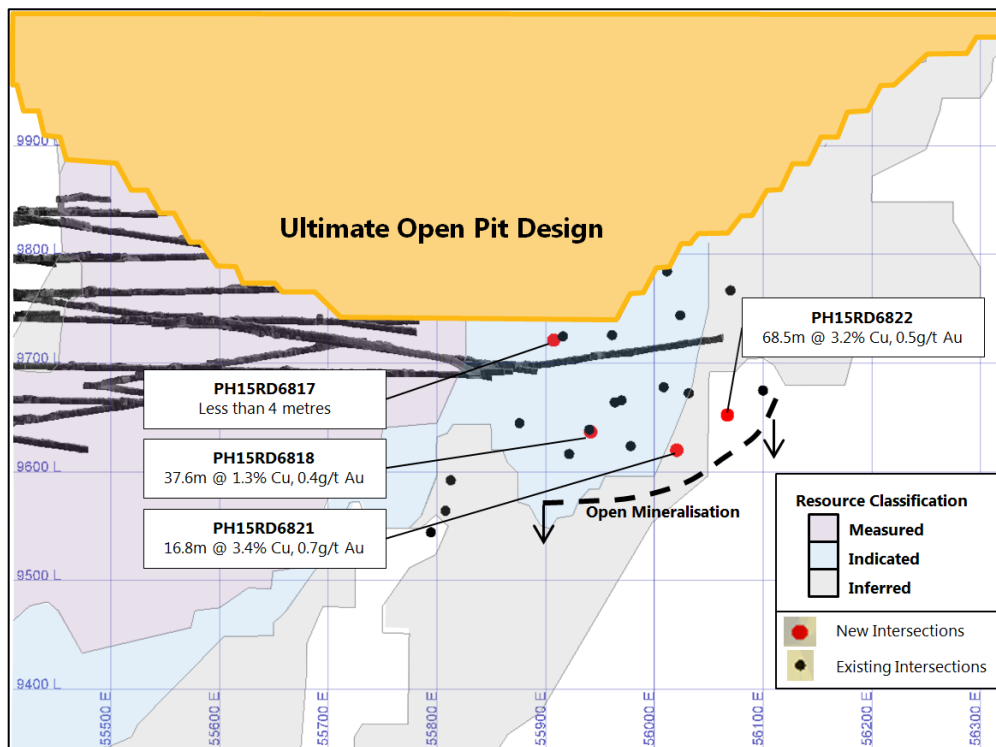 9900 L
Ultimate Open Pit Design
9800 L
PH15RD6822
68.5m @ 3.2% Cu, 0.5g/t Au
9700 L
PH15RD6817
Less than 4 metres
PH15RD6818
37.6m @ 1.3% Cu, 0.4g/t Au
9600 L
PH15RD6821
16.8m @ 3.4% Cu, 0.7g/t Au
Open Mineralisation
Resource Classification
Measured
Indicated
Inferred
9500 L
New Intersections
Existing Intersections
9400 L
55500 E
55600 E
55700 E
55800 E
55900 E
56000 E
56100 E
56200 E
56300 E